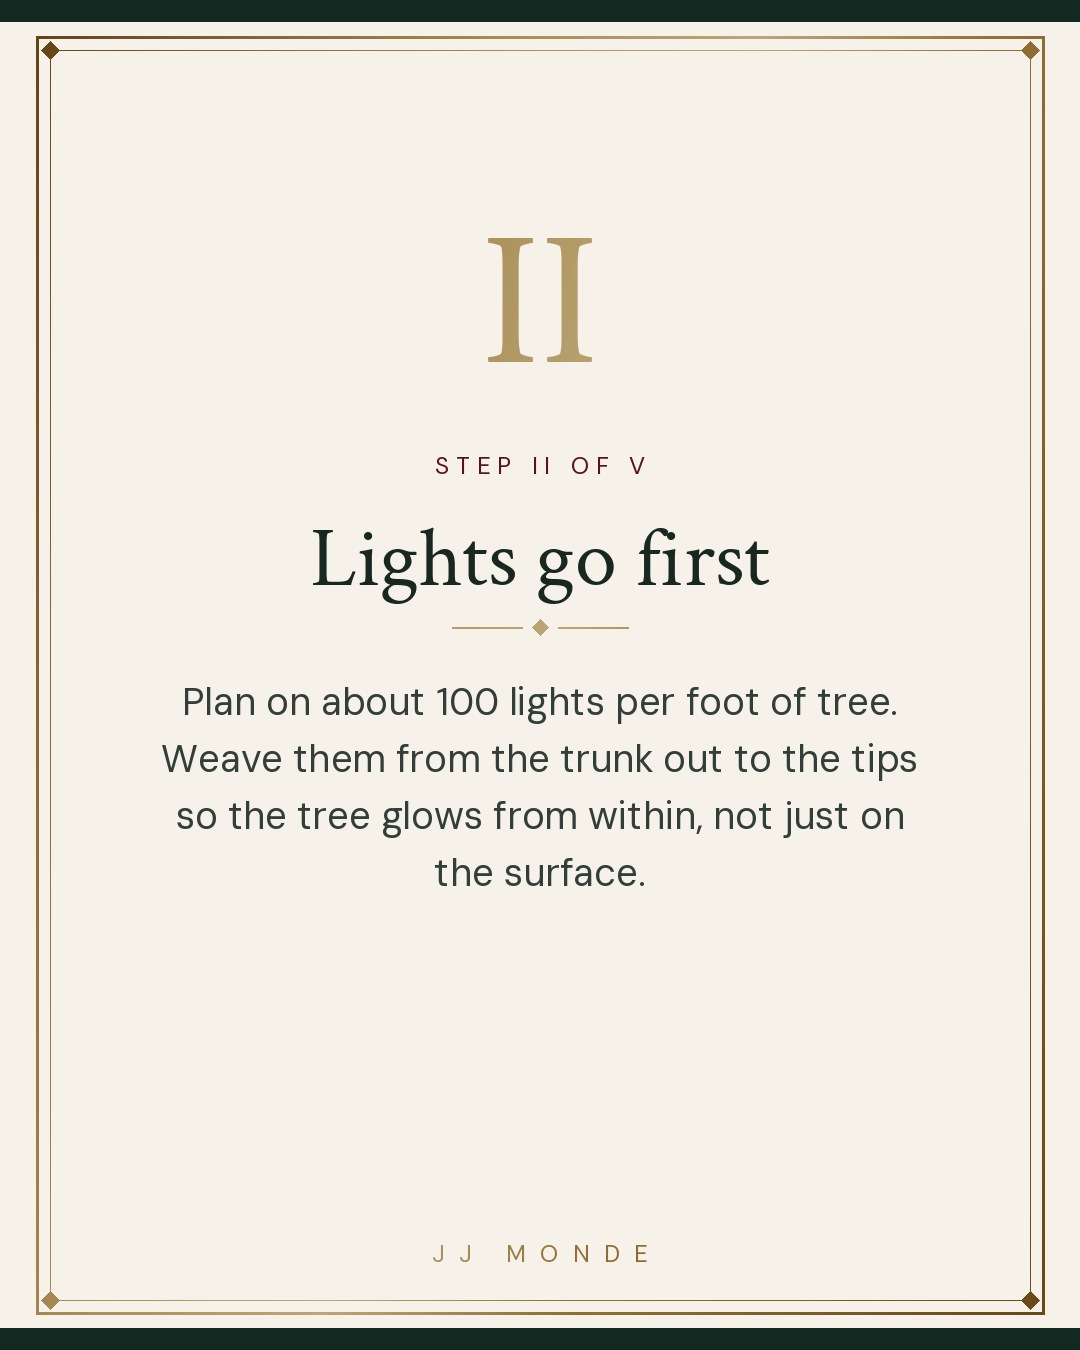 II
STEP II OF V
Lights go first
Plan on about 100 lights per foot of tree.
Weave them from the trunk out to the tips
so the tree glows from within, not just on
the surface.
JJ MONDE